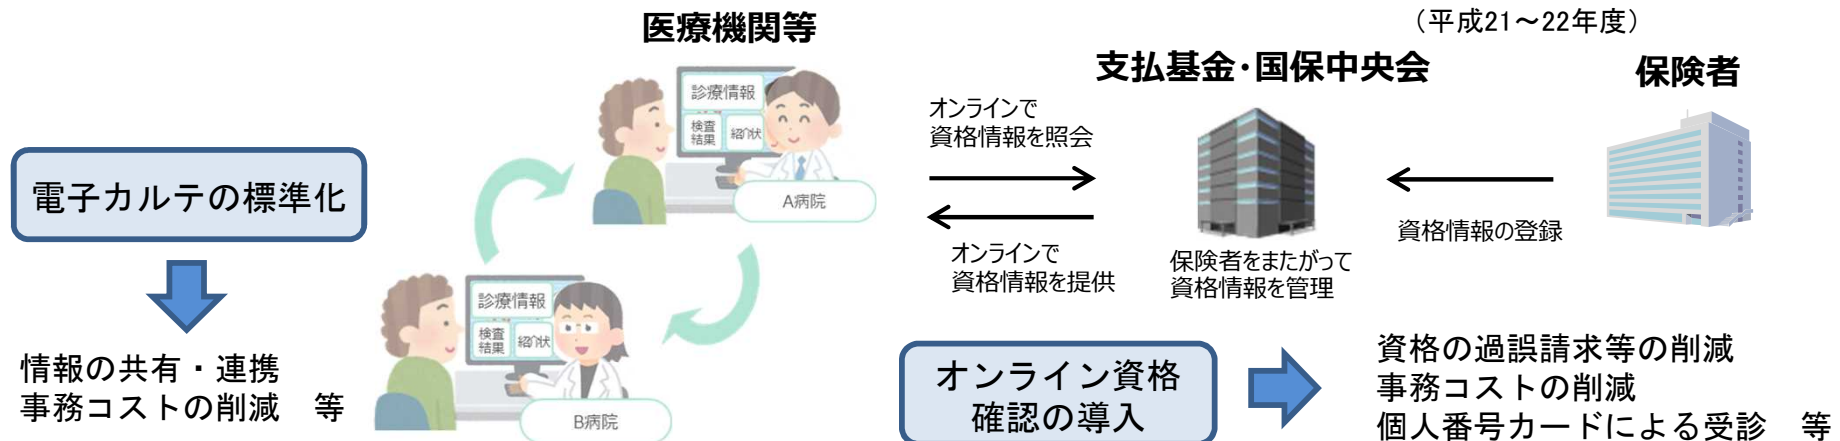 （平成21～22年度）
医療機関等
支払基金･国保中央会
保険者
診療情報
検査
結果
紹介状
A病院
オンラインで
資格情報を照会
オンラインで
資格情報を提供
保険者をまたがって
資格情報を管理
資格情報の登録
電子カルテの標準化
情報の共有・連携
事務コストの削減　等
診療情報
検査
結果
紹介状
B病院
オンライン資格
確認の導入
資格の過誤請求等の削減
事務コストの削減
個人番号カードによる受診　等